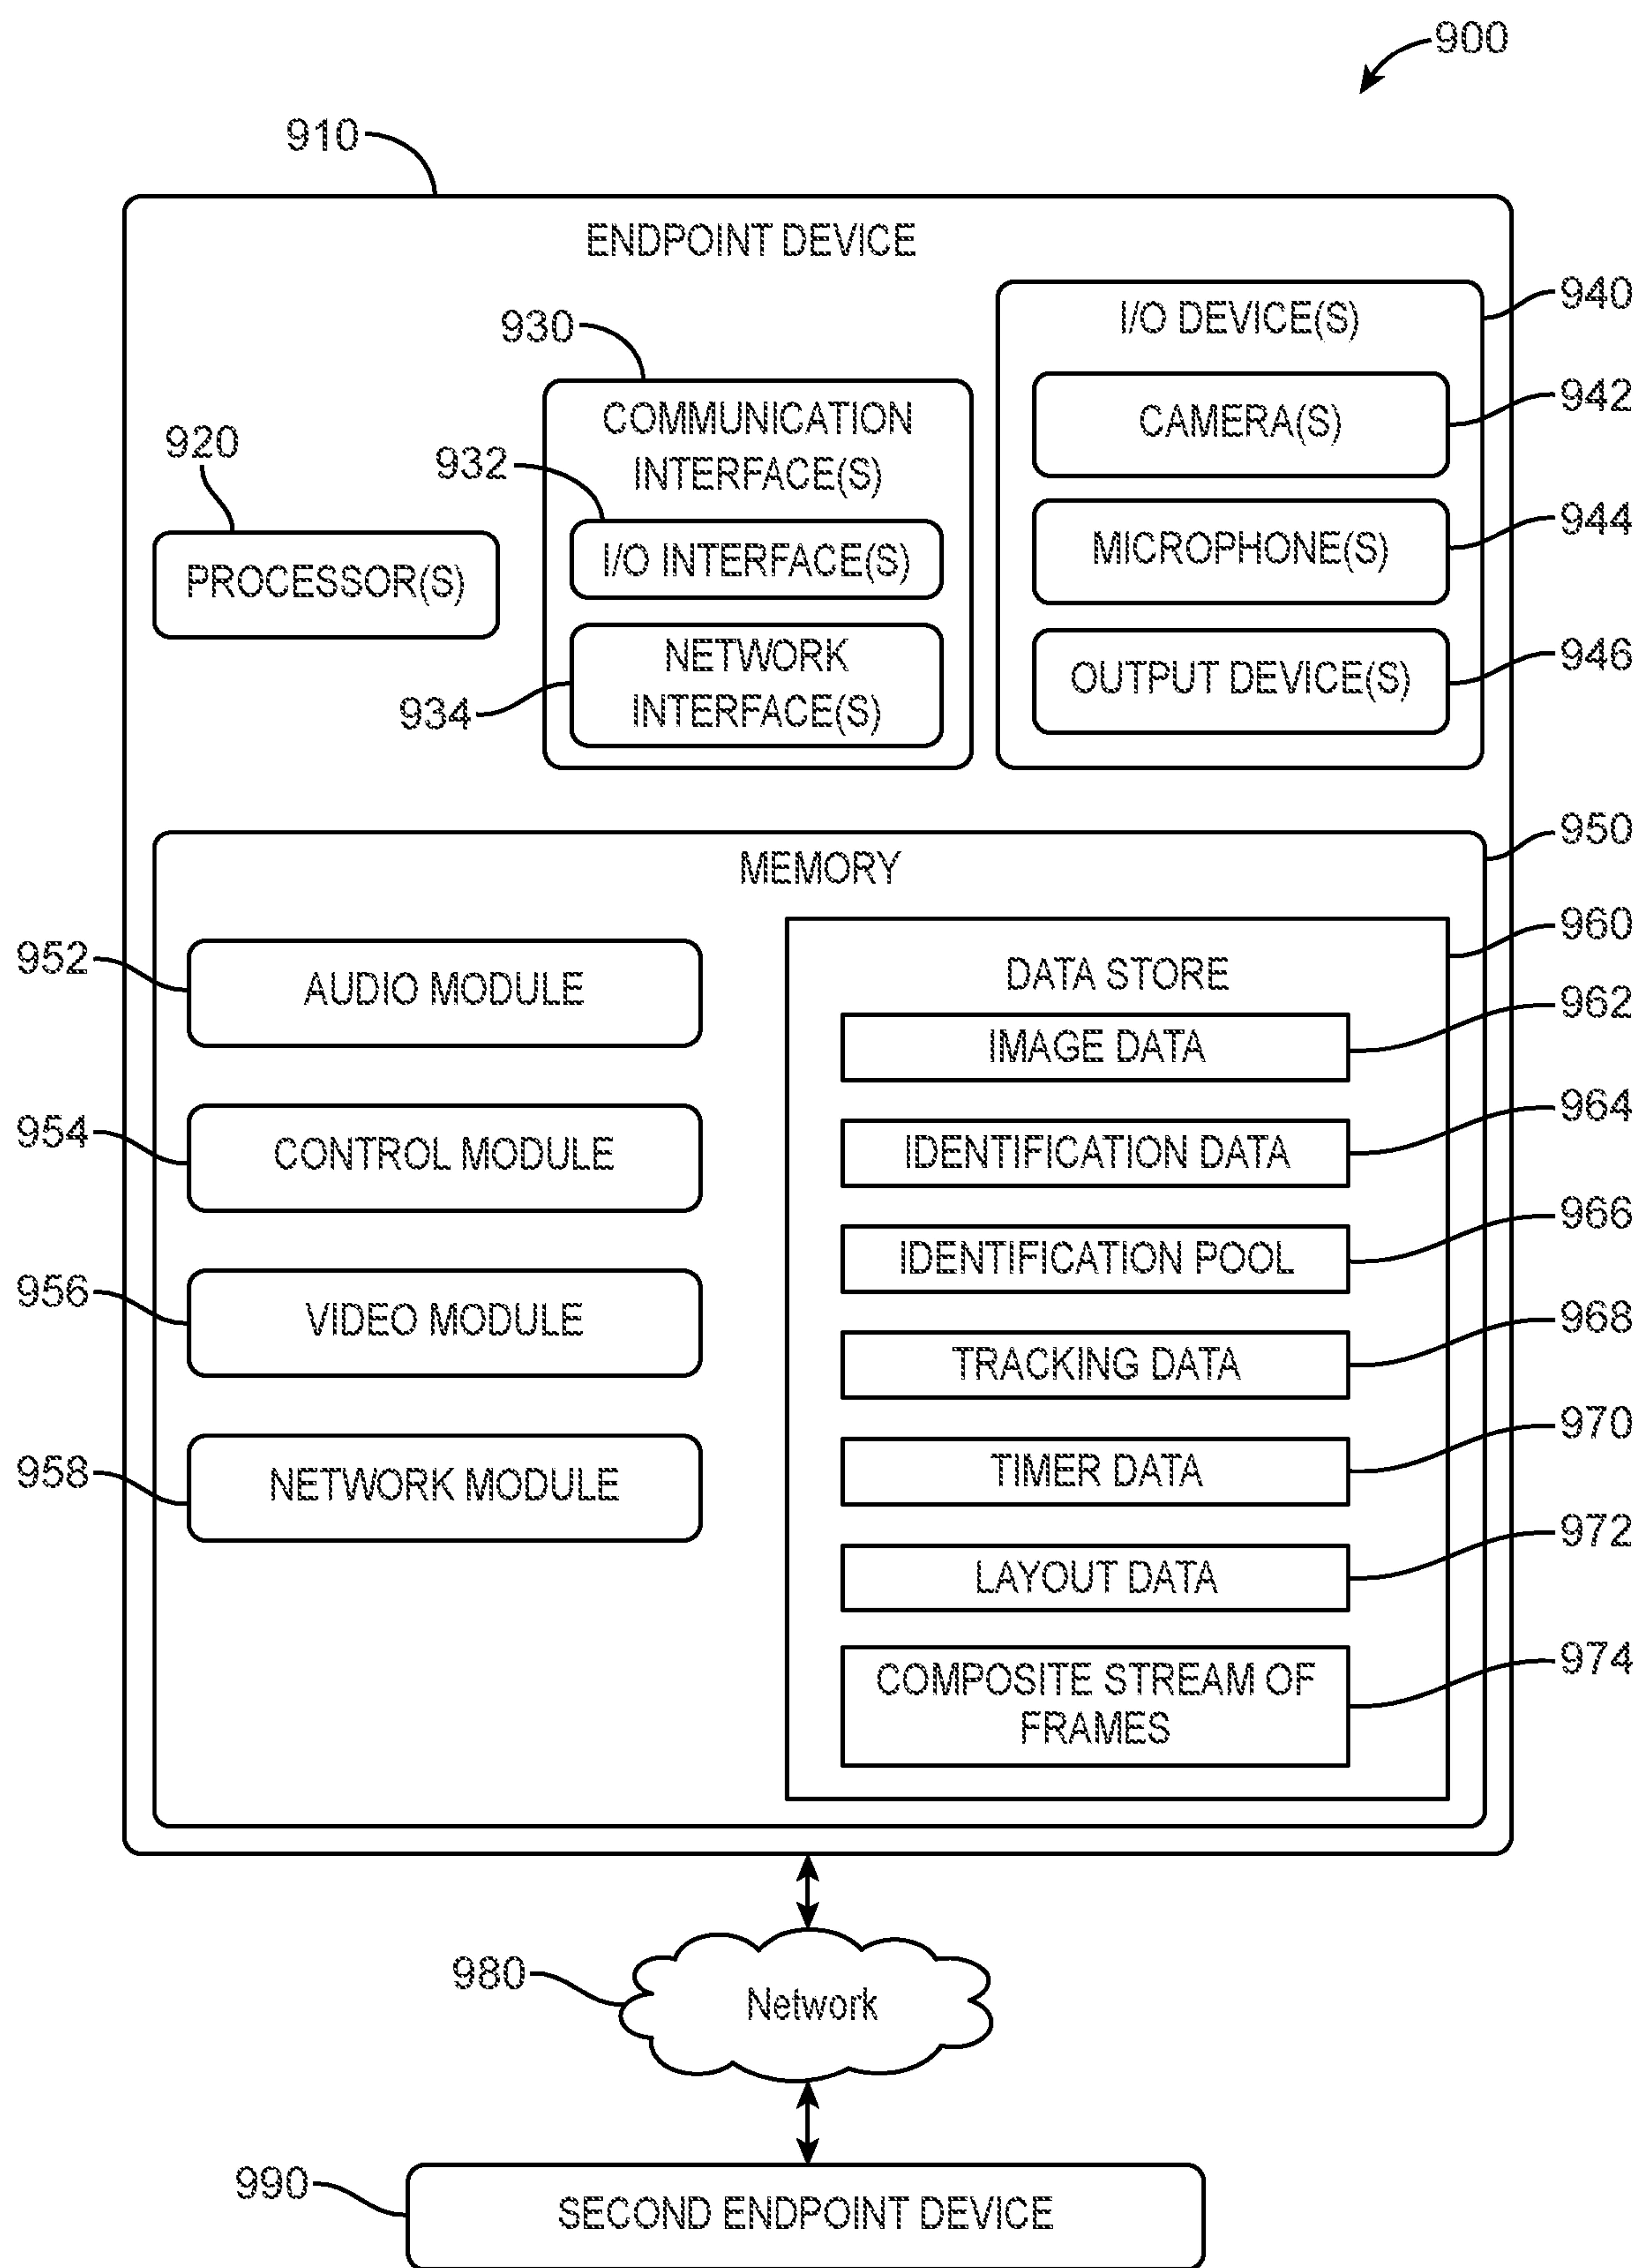 900
910
ENDPOINT DEVICE
940
I/O DEVICE(S)
930
942
COMMUNICATION
INTERFACE(S)
CAMERA(S)
920
932
944
I/O INTERFACE(S)
MICROPHONE(S)
PROCESSOR(S)
946
NETWORK
INTERFACE(S)
OUTPUT DEVICE(S)
934
950
MEMORY
960
952
AUDIO MODULE
DATA STORE
962
IMAGE DATA
964
954
CONTROL MODULE
IDENTIFICATION DATA
966
IDENTIFICATION POOL
956
VIDEO MODULE
968
TRACKING DATA
970
958
NETWORK MODULE
TIMER DATA
972
LAYOUT DATA
974
COMPOSITE STREAM OF
FRAMES
980
Network
990
SECOND ENDPOINT DEVICE